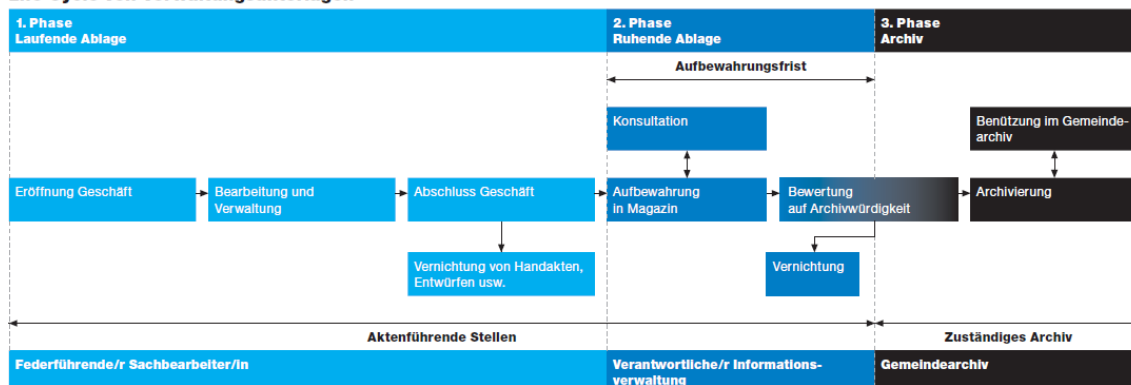 1. Phase
Laufende Ablage
2. Phase
Ruhende Ablage
3. Phase
Archiv
Aufbewahrungsfrist
Konsultation
Benützung im Gemeinde-
archiv
Eröffnung Geschäft
Bearbeitung und
Verwaltung
Abschluss Geschäft
Aufbewahrung
in Magazin
Bewertung
auf Archivwürdigkeit
Archivierung
Vernichtung von Handakten,
Entwürfen usw.
Vernichtung
Aktenführende Stellen
Zuständiges Archiv
Federführende/r Sachbearbeiter/in
Verantwortliche/r Informations-
verwaltung
Gemeindearchiv